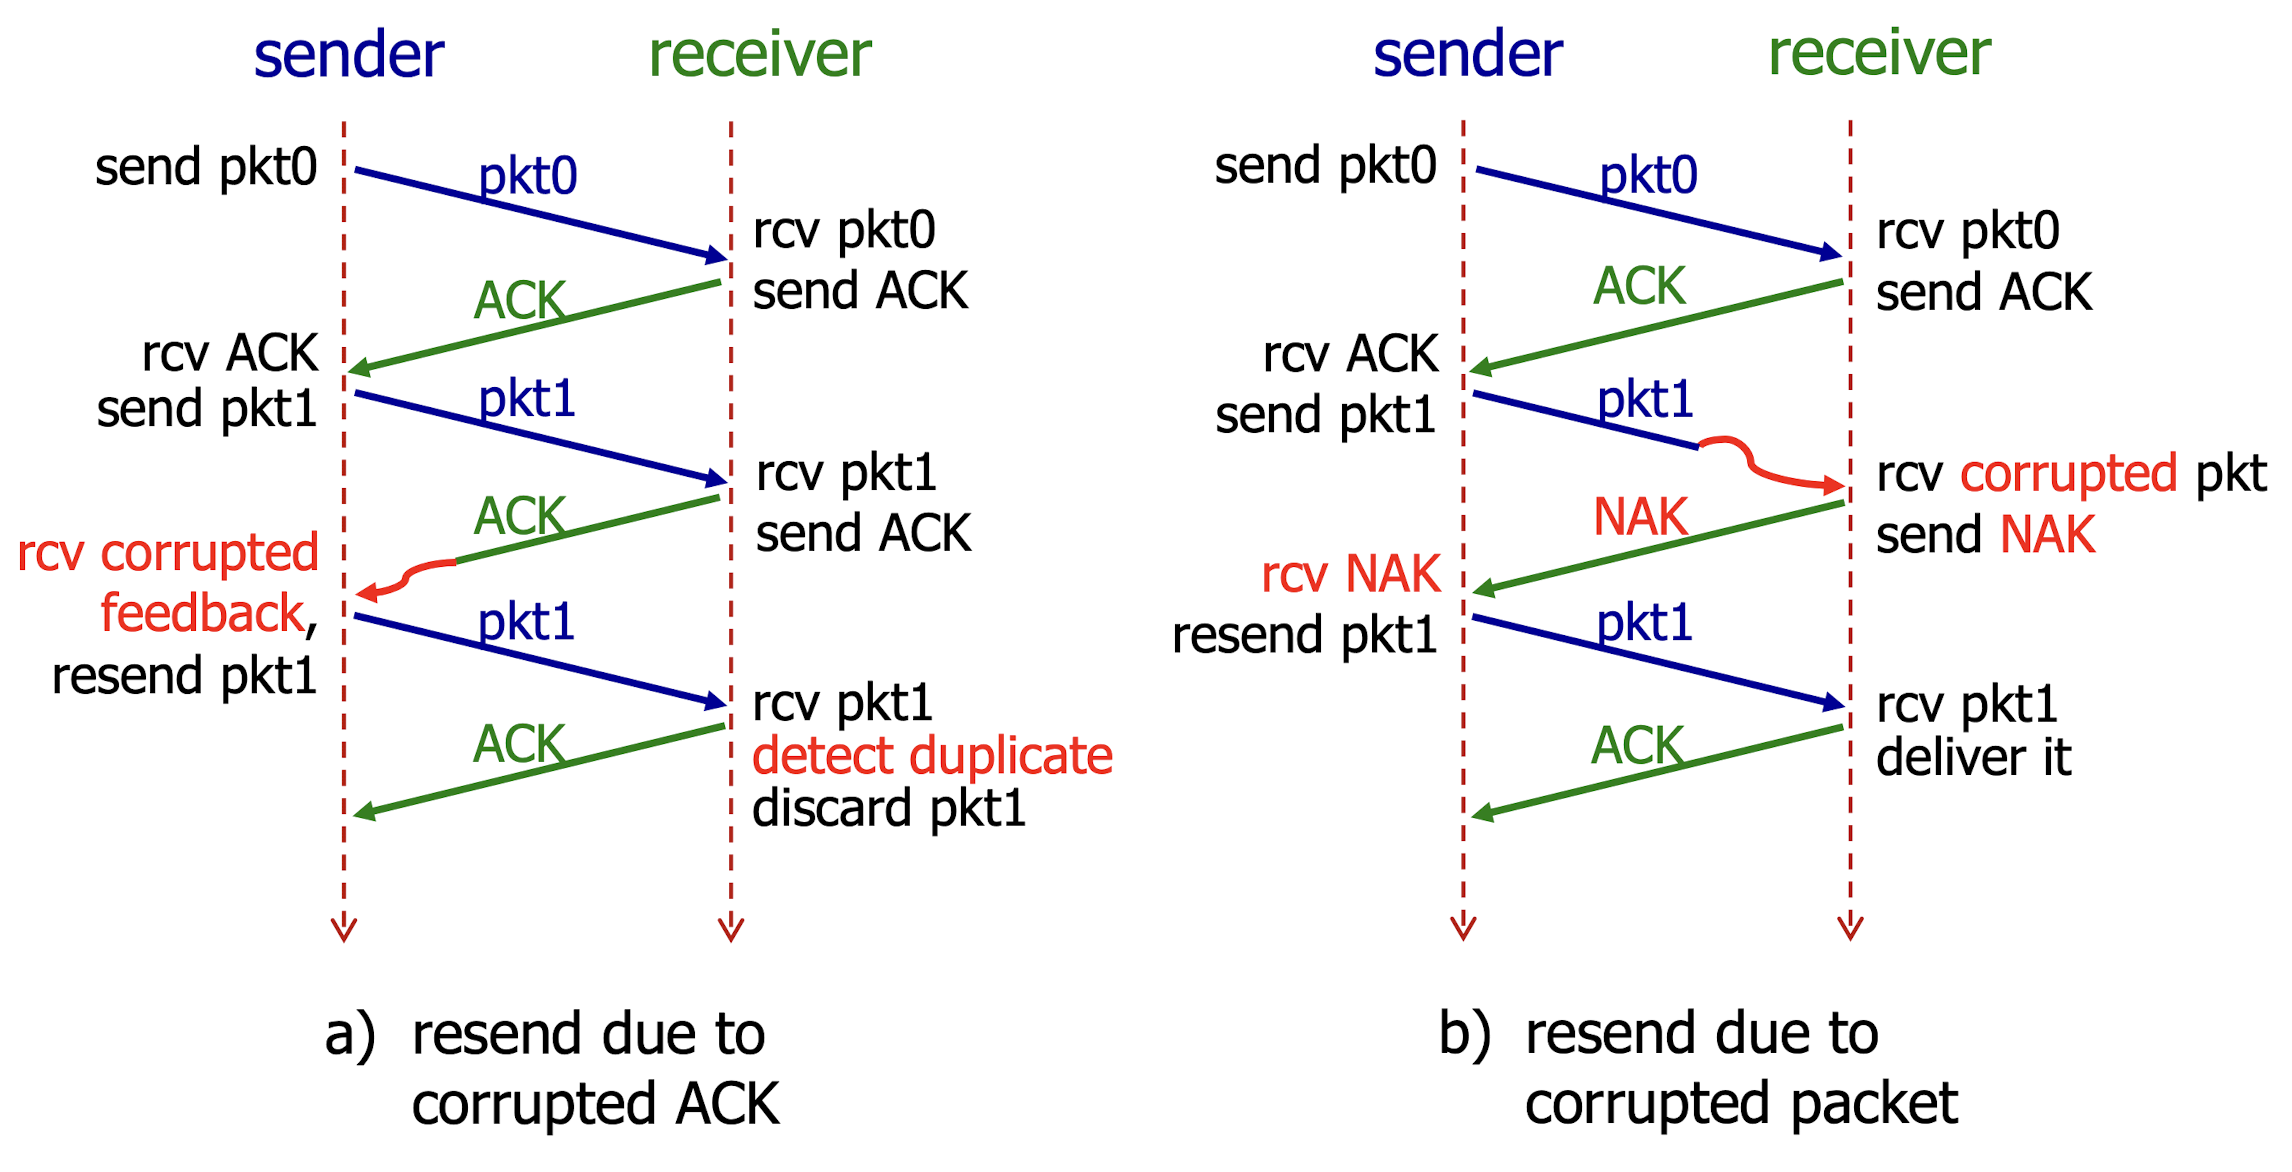 sender
receiver
send pkt0
pkt0
rcv pkt0
send ACK
ACK
rcv ACK
send pkt1
pkt1
rcv pkt1
send ACK
ACK
rcv corrupted
feedback,
resend pkt1
pkt1
rcv pkt1
detect duplicate
discard pkt1
ACK
a) resend due to
corrupted ACK
sender
receiver
send pkt0
pkt0
rcv pkt0
send ACK
ACK
rcv ACK
send pkt1
pkt1
rcv corrupted pkt
send NAK
NAK
rcv NAK
resend pkt1
pkt1
rcv pkt1
deliver it
ACK
b) resend due to
corrupted packet